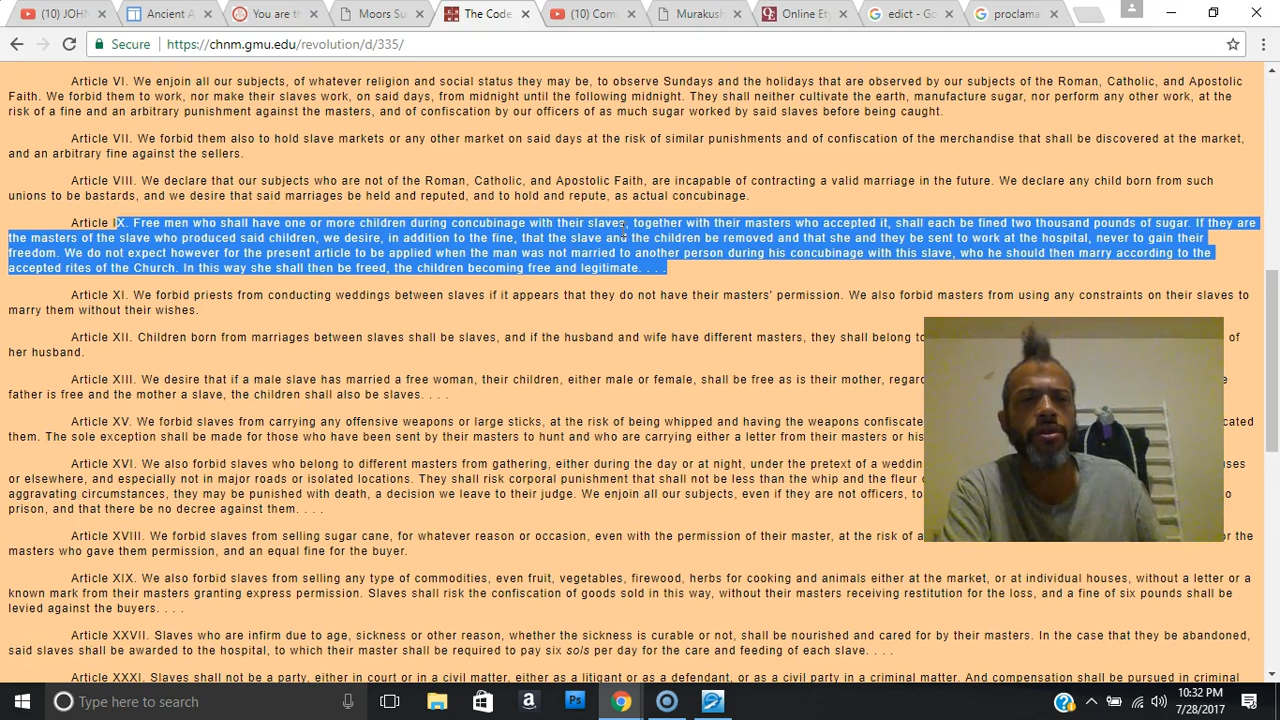 (10) JOHN
Ancient A
You are th
Moors Su
The Code
(10) Com
Murakush
Online Ety
edict - Go
proclama
Secure
https://chnm.gmu.edu/revolution/d/335/
Article VI. We enjoin all our subjects, of whatever religion and social status they may be, to observe Sundays and the holidays that are observed by our subjects of the Roman, Catholic, and Apostolic
Faith. We forbid them to work, nor make their slaves work, on said days, from midnight until the following midnight. They shall neither cultivate the earth, manufacture sugar, nor perform any other work, at the
risk of a fine and an arbitrary punishment against the masters, and of confiscation by our officers of as much sugar worked by said slaves before being caught.
Article VII. We forbid them also to hold slave markets or any other market on said days at the risk of similar punishments and of confiscation of the merchandise that shall be discovered at the market,
and an arbitrary fine against the sellers.
Article VIII. We declare that our subjects who are not of the Roman, Catholic, and Apostolic Faith, are incapable of contracting a valid marriage in the future. We declare any child born from such
unions to be bastards, and we desire that said marriages be held and reputed, and to hold and repute, as actual concubinage.
Article IX. Free men who shall have one or more children during concubinage with their slaves, together with their masters who accepted it, shall each be fined two thousand pounds of sugar. If they are
the masters of the slave who produced said children, we desire, in addition to the fine, that the slave and the children be removed and that she and they be sent to work at the hospital, never to gain their
freedom. We do not expect however for the present article to be applied when the man was not married to another person during his concubinage with this slave, who he should then marry according to the
accepted rites of the Church. In this way she shall then be freed, the children becoming free and legitimate. . . .
Article XI. We forbid priests from conducting weddings between slaves if it appears that they do not have their masters' permission. We also forbid masters from using any constraints on their slaves to
marry them without their wishes.
Article XII. Children born from marriages between slaves shall be slaves, and if the husband and wife have different masters, they shall belong to of
her husband.
Article XIII. We desire that if a male slave has married a free woman, their children, either male or female, shall be free as is their mother, regar the
father is free and the mother a slave, the children shall also be slaves. . . .
Article XV. We forbid slaves from carrying any offensive weapons or large sticks, at the risk of being whipped and having the weapons confiscate cated
them. The sole exception shall be made for those who have been sent by their masters to hunt and who are carrying either a letter from their masters or his
Article XVI. We also forbid slaves who belong to different masters from gathering, either during the day or at night, under the pretext of a weddin uses
or elsewhere, and especially not in major roads or isolated locations. They shall risk corporal punishment that shall not be less than the whip and the fleur
aggravating circumstances, they may be punished with death, a decision we leave to their judge. We enjoin all our subjects, even if they are not officers, to to
prison, and that there be no decree against them. . . .
Article XVIII. We forbid slaves from selling sugar cane, for whatever reason or occasion, even with the permission of their master, at the risk of a r the
masters who gave them permission, and an equal fine for the buyer.
Article XIX. We also forbid slaves from selling any type of commodities, even fruit, vegetables, firewood, herbs for cooking and animals either at the market, or at individual houses, without a letter or a
known mark from their masters granting express permission. Slaves shall risk the confiscation of goods sold in this way, without their masters receiving restitution for the loss, and a fine of six pounds shall be
levied against the buyers. . . .
Article XXVII. Slaves who are infirm due to age, sickness or other reason, whether the sickness is curable or not, shall be nourished and cared for by their masters. In the case that they be abandoned,
said slaves shall be awarded to the hospital, to which their master shall be required to pay six sols per day for the care and feeding of each slave. . . .
Article XXXI. Slaves shall not be a party, either in court or in a civil matter, either as a litigant or as a defendant, or as a civil party in a criminal matter. And compensation shall be pursued in criminal
Type here to search
10:32 PM
7/28/2017